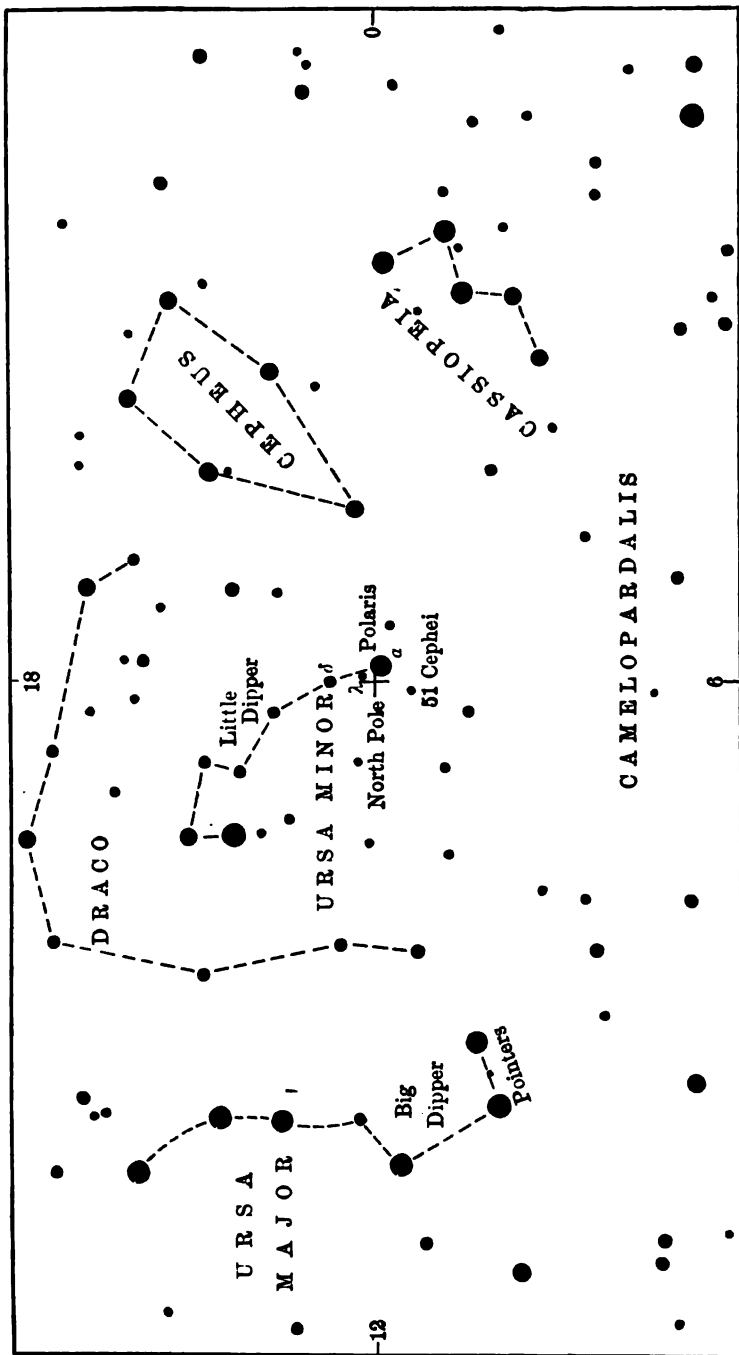 0
18
6
12
CEPHEUS
CASSIOPEIA
CAMELOPARDALIS
DRACO
Little
Dipper
URSA MINOR
δ
λ
Polaris
α
North Pole
51 Cephei
Big
Dipper
Pointers
URSA
MAJOR